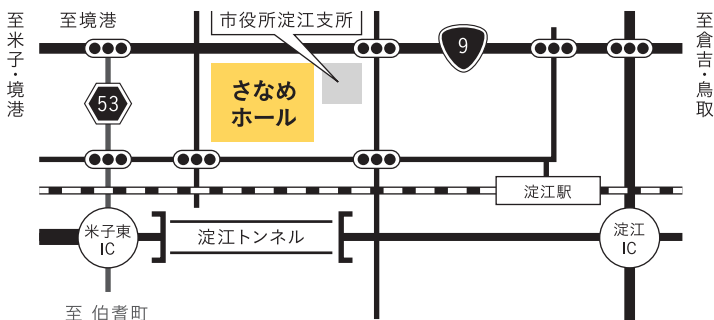 至境港
市役所淀江支所
至米子・境港
至倉吉・鳥取
9
53
さなめ
ホール
淀江駅
米子東
IC
淀江トンネル
淀江
IC
至 伯耆町